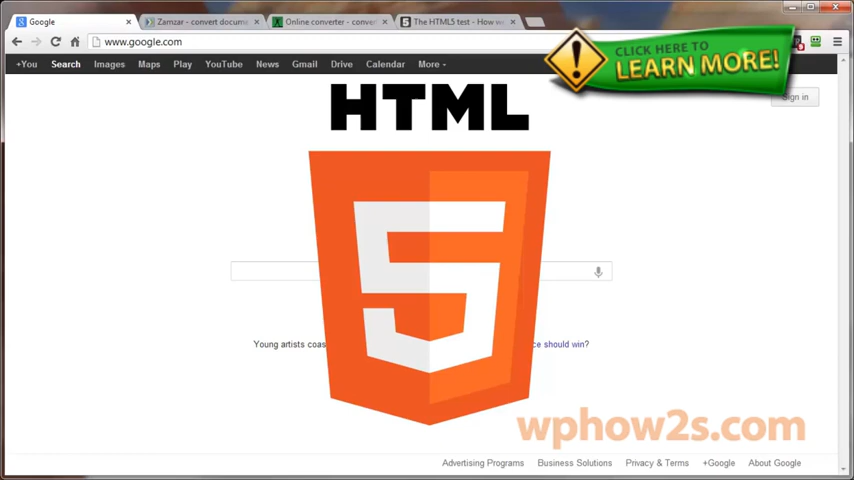 Google
Zamzar - convert docume
Online converter - convert
The HTML5 test - How w
www.google.com
+You Search Images Maps Play YouTube News Gmail Drive Calendar More
CLICK HERE TO
LEARN MORE!
Sign in
HTML
5
Young artists coas
ce should win?
wphow2s.com
Advertising Programs Business Solutions Privacy & Terms +Google About Google